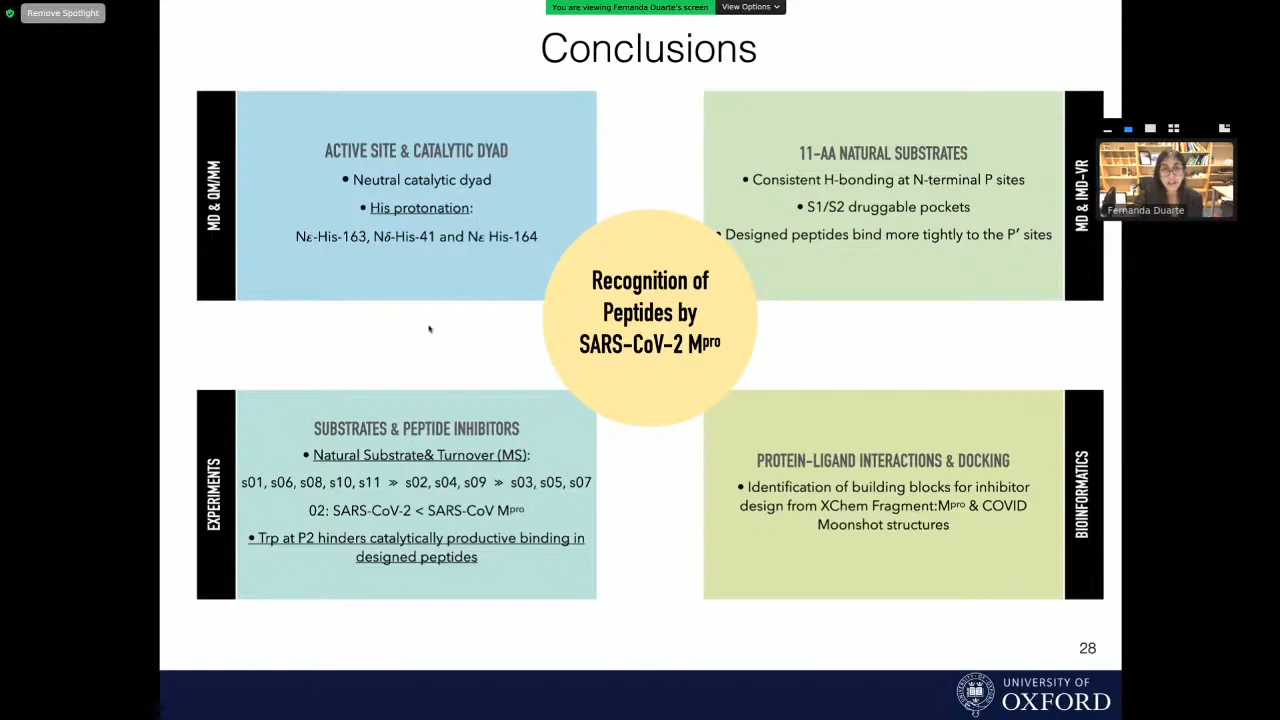 Remove Spotlight
You are viewing Fernanda Duarte's screen
View Options
Conclusions
MD & QM/MM
ACTIVE SITE & CATALYTIC DYAD
• Neutral catalytic dyad
• His protonation:
Nε-His-163, Nδ-His-41 and Nε His-164
11-AA NATURAL SUBSTRATES
• Consistent H-bonding at N-terminal P sites
• S1/S2 druggable pockets
• Designed peptides bind more tightly to the P′ sites
MD & IMD-VR
Fernanda Duarte
Recognition of
Peptides by
SARS-CoV-2 Mᵖʳᵒ
EXPERIMENTS
SUBSTRATES & PEPTIDE INHIBITORS
• Natural Substrate& Turnover (MS):
s01, s06, s08, s10, s11 » s02, s04, s09 » s03, s05, s07
02: SARS-CoV-2 < SARS-CoV Mᵖʳᵒ
• Trp at P2 hinders catalytically productive binding in
designed peptides
PROTEIN-LIGAND INTERACTIONS & DOCKING
• Identification of building blocks for inhibitor
design from XChem Fragment:Mᵖʳᵒ & COVID
Moonshot structures
BIOINFORMATICS
28
UNIVERSITY OF
OXFORD